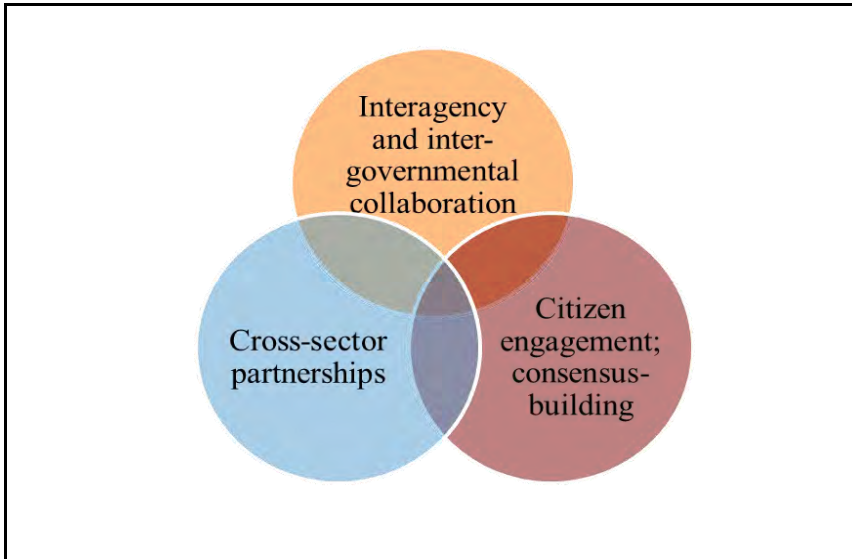 Interagency
and inter-
governmental
collaboration
Cross-sector
partnerships
Citizen
engagement;
consensus-
building